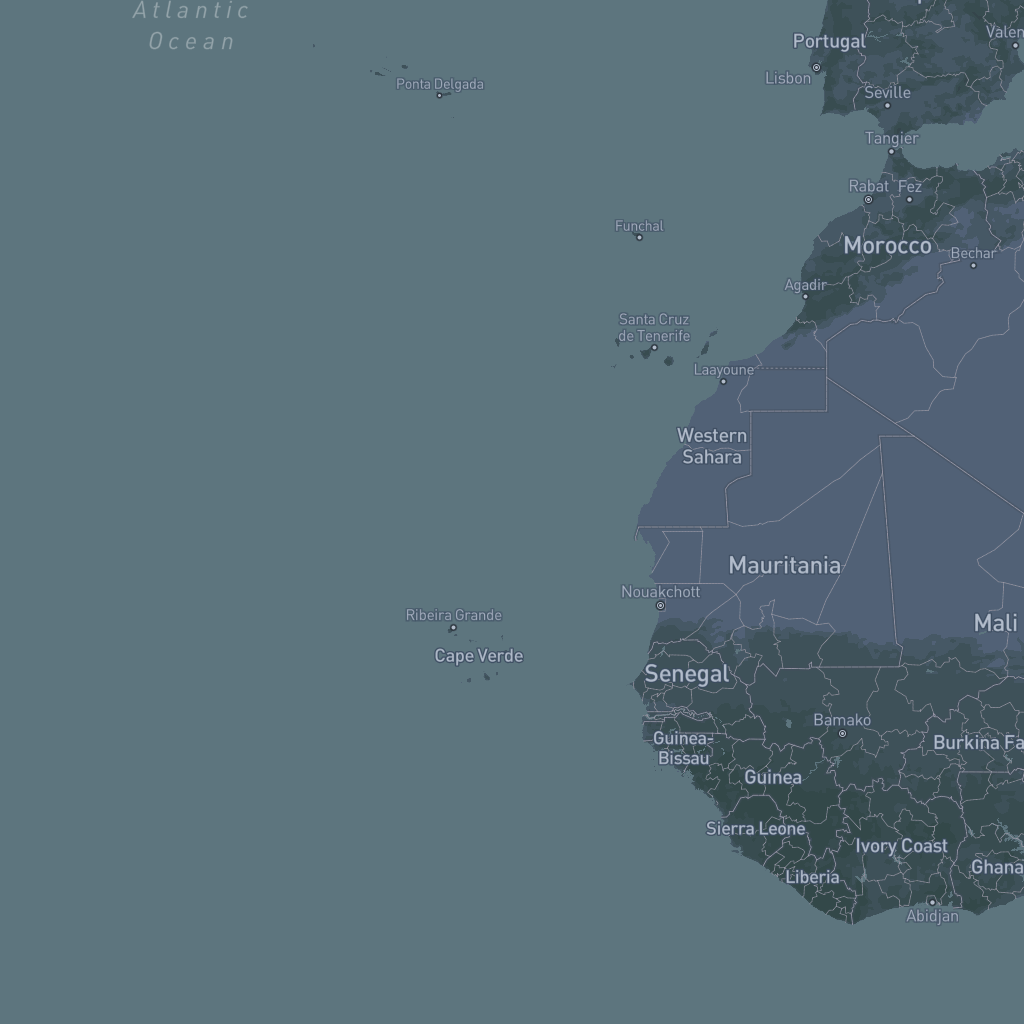 Atlantic
Ocean
Portugal
Valen
Lisbon
Ponta Delgada
Seville
Tangier
Rabat
Fez
Funchal
Morocco
Bechar
Agadir
Santa Cruz
de Tenerife
Laayoune
Western
Sahara
Mauritania
Nouakchott
Ribeira Grande
Mali
Cape Verde
Senegal
Bamako
Guinea-
Bissau
Burkina Fa
Guinea
Sierra Leone
Ivory Coast
Ghana
Liberia
Abidjan